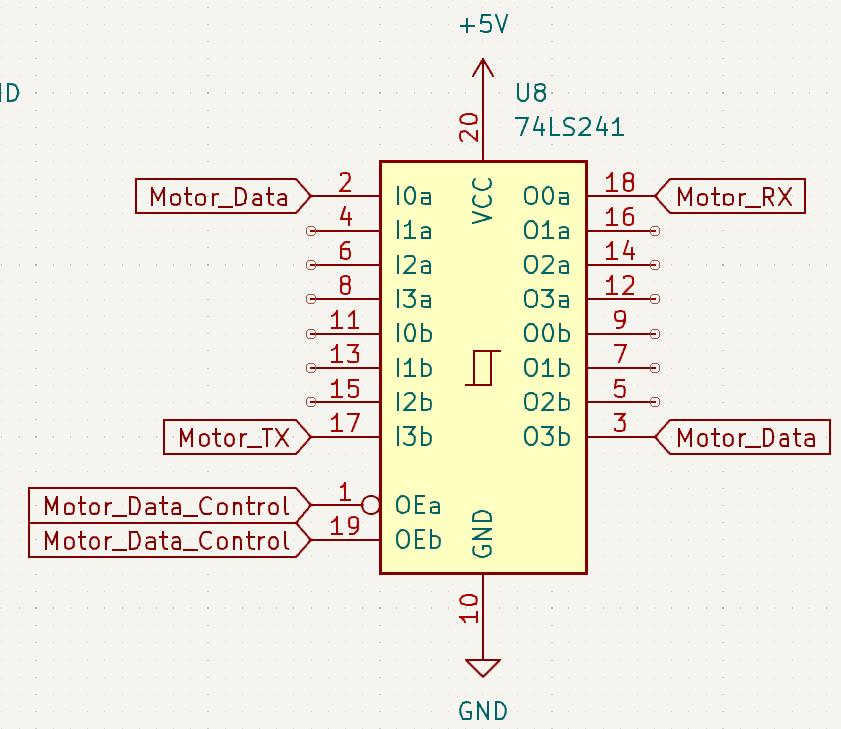 +5V
U8
74LS241
20
VCC
Motor_Data 2 I0a O0a 18 Motor_RX
4 I1a O1a 16
6 I2a O2a 14
8 I3a O3a 12
11 I0b O0b 9
13 I1b O1b 7
15 I2b O2b 5
Motor_TX 17 I3b O3b 3 Motor_Data
Motor_Data_Control 1 OEa
Motor_Data_Control 19 OEb
GND
10
GND